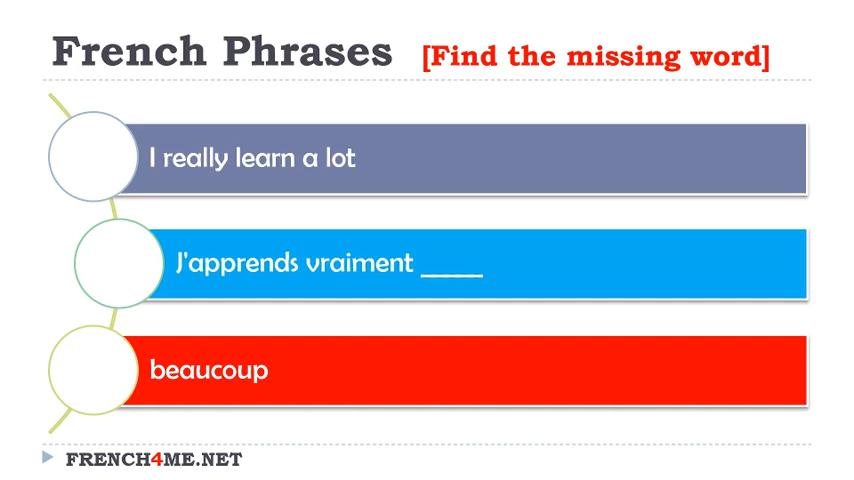 French Phrases [Find the missing word]
I really learn a lot
J'apprends vraiment _____
beaucoup
FRENCH4ME.NET